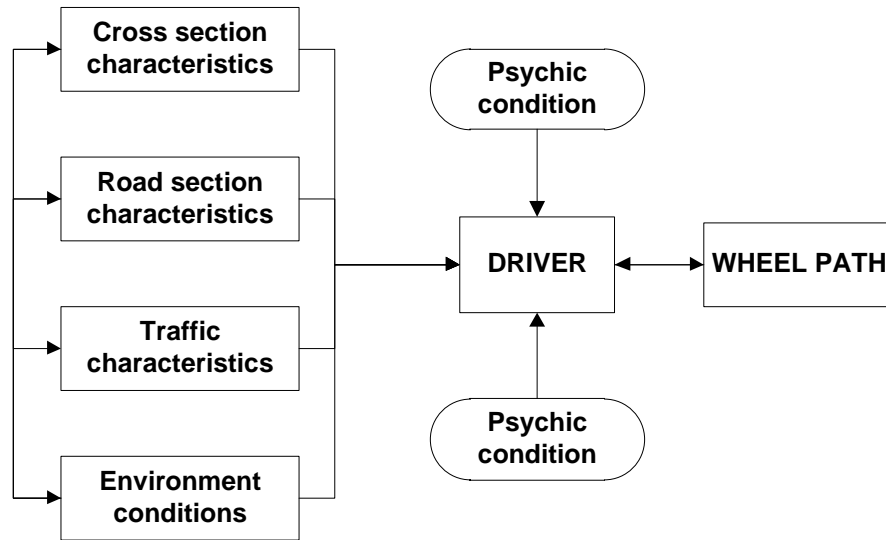 Cross section
characteristics
Road section
characteristics
Traffic
characteristics
Environment
conditions
Psychic
condition
DRIVER
WHEEL PATH
Psychic
condition